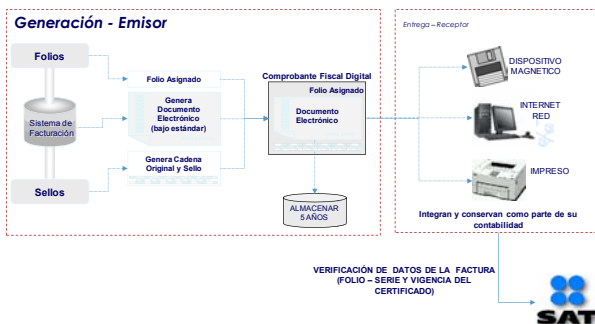 Generación - Emisor
Folios
Sistema de
Facturación
Sellos
Folio Asignado
Genera
Documento
Electrónico
(bajo estándar)
Genera Cadena
Original y Sello
Comprobante Fiscal Digital
Folio Asignado
Documento
Electrónico
ALMACENAR
5 AÑOS
Entrega – Receptor
DISPOSITIVO
MAGNETICO
INTERNET
RED
IMPRESO
Integran y conservan como parte de su
contabilidad
VERIFICACIÓN DE DATOS DE LA FACTURA
(FOLIO – SERIE Y VIGENCIA DEL
CERTIFICADO)
SAT